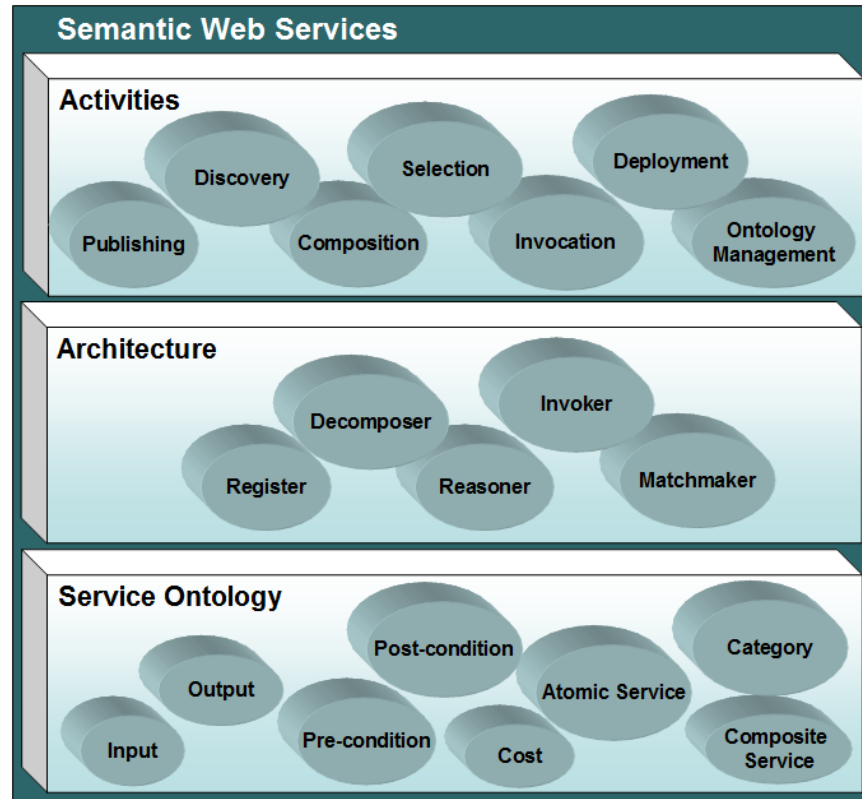 Semantic Web Services
Activities
Discovery
Selection
Deployment
Publishing
Composition
Invocation
Ontology
Management
Architecture
Decomposer
Invoker
Register
Reasoner
Matchmaker
Service Ontology
Post-condition
Category
Output
Atomic Service
Input
Pre-condition
Cost
Composite
Service